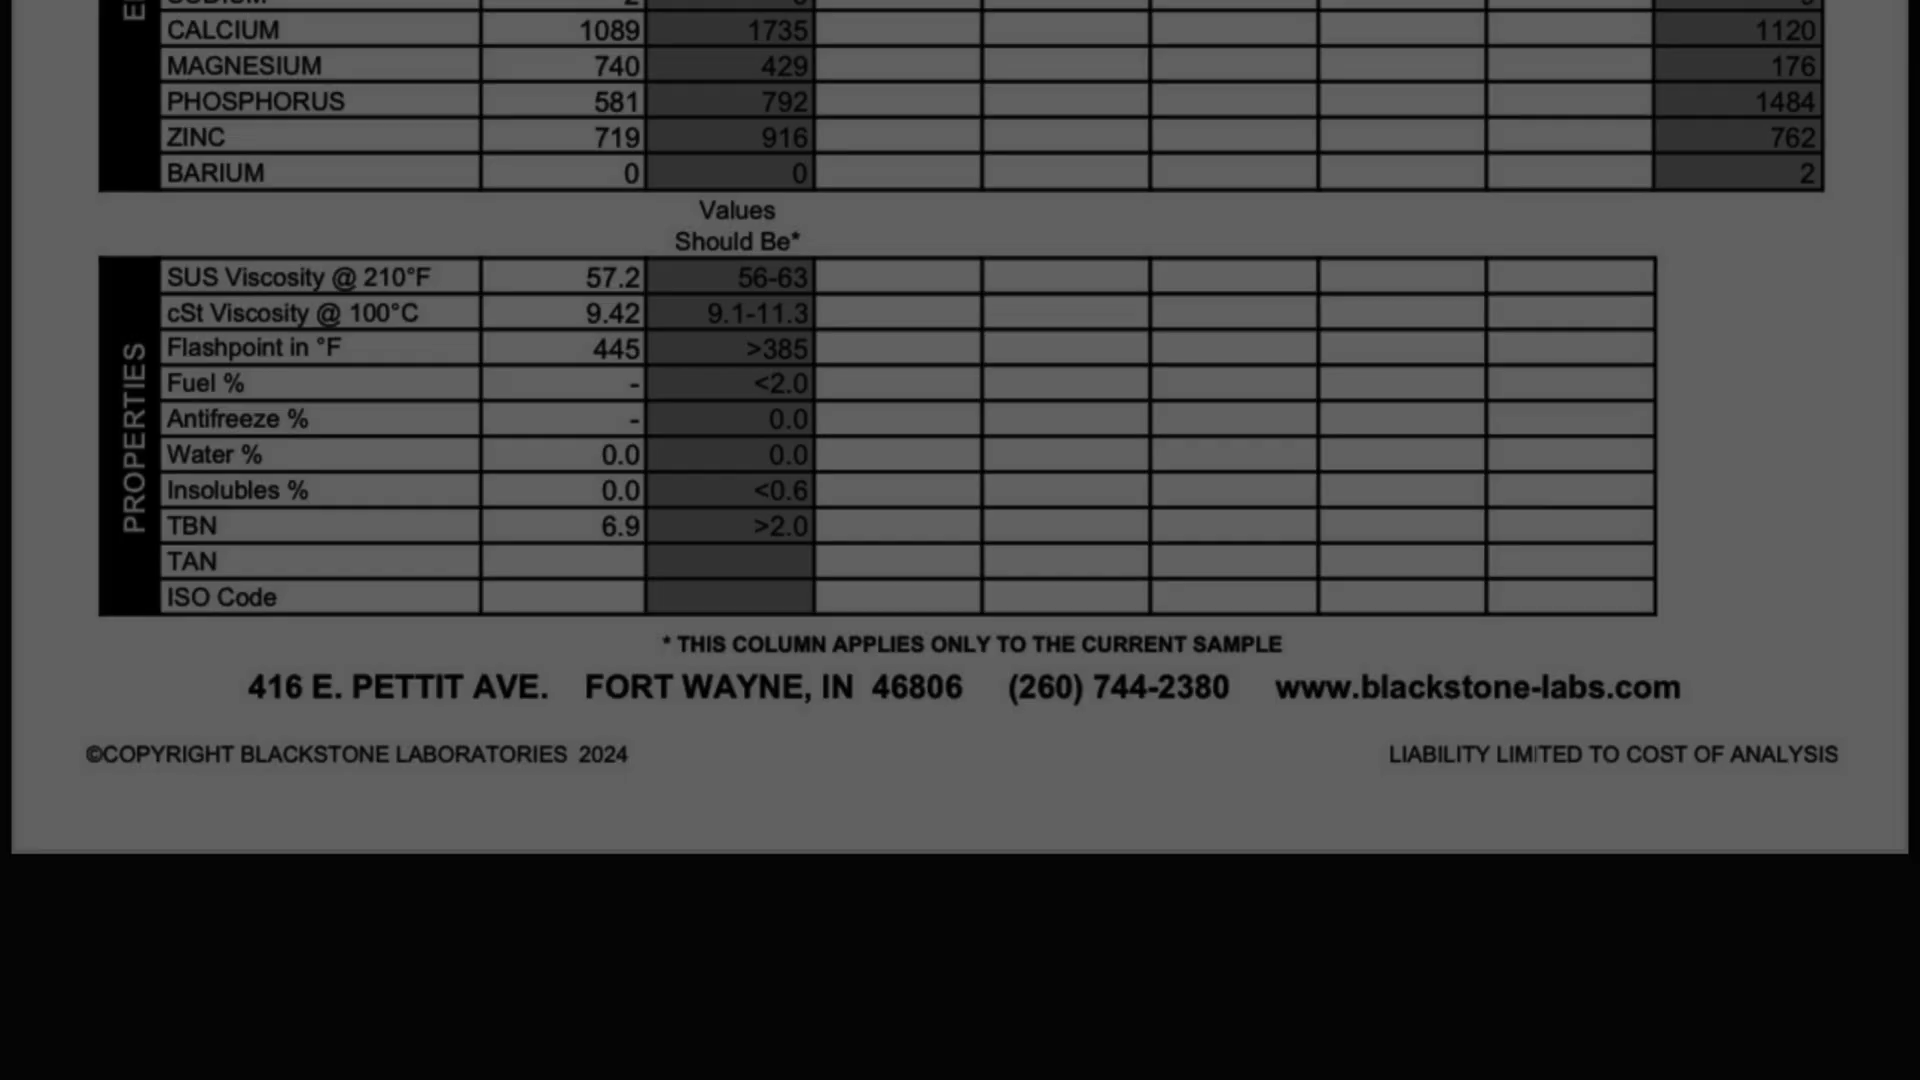 CALCIUM 1089 1735 1120
MAGNESIUM 740 429 176
PHOSPHORUS 581 792 1484
ZINC 719 916 762
BARIUM 0 0 2
Values
Should Be*
PROPERTIES
SUS Viscosity @ 210°F 57.2 56-63
cSt Viscosity @ 100°C 9.42 9.1-11.3
Flashpoint in °F 445 >385
Fuel % - <2.0
Antifreeze % - 0.0
Water % 0.0 0.0
Insolubles % 0.0 <0.6
TBN 6.9 >2.0
TAN
ISO Code
* THIS COLUMN APPLIES ONLY TO THE CURRENT SAMPLE
416 E. PETTIT AVE. FORT WAYNE, IN 46806 (260) 744-2380 www.blackstone-labs.com
©COPYRIGHT BLACKSTONE LABORATORIES 2024
LIABILITY LIMITED TO COST OF ANALYSIS